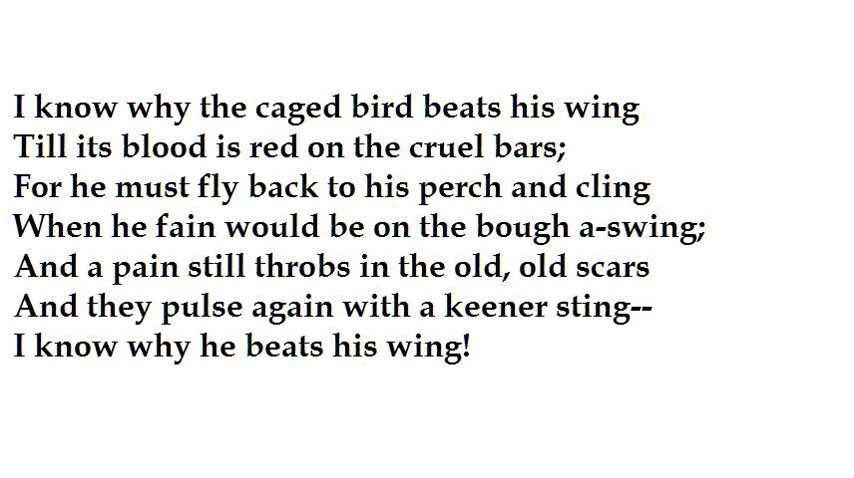 I know why the caged bird beats his wing
Till its blood is red on the cruel bars;
For he must fly back to his perch and cling
When he fain would be on the bough a-swing;
And a pain still throbs in the old, old scars
And they pulse again with a keener sting--
I know why he beats his wing!